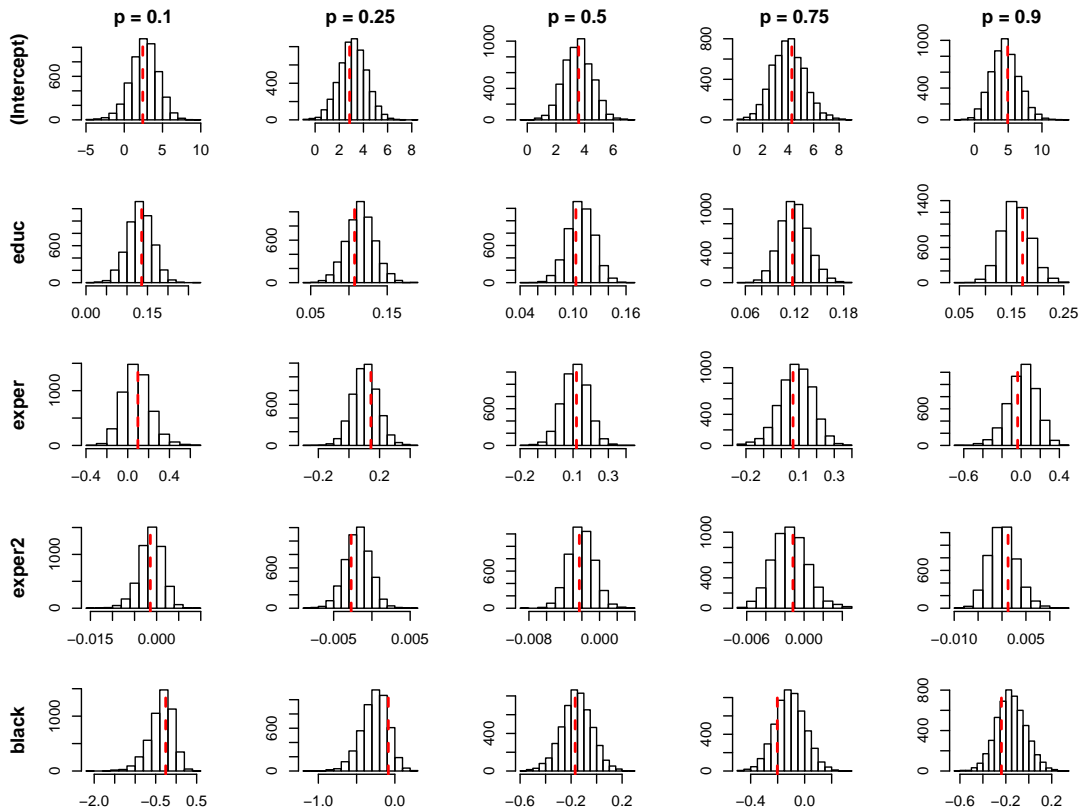 p = 0.1
p = 0.25
p = 0.5
p = 0.75
p = 0.9
(Intercept)
0 600
−5 0 5 10
0 400
0 2 4 6 8
0 400 1000
0 2 4 6
0 400 800
0 2 4 6 8
0 400 1000
0 5 10
educ
0 600
0.00 0.15
0 600
0.05 0.15
0 600
0.04 0.10 0.16
0 400 1000
0.06 0.12 0.18
0 600 1400
0.05 0.15 0.25
exper
0 1000
−0.4 0.0 0.4
0 600
−0.2 0.2
0 600
−0.2 0.1 0.3
0 400 1000
−0.2 0.1 0.3
0 600
−0.6 0.0 0.4
exper2
0 1000
−0.015 0.000
0 600
−0.005 0.005
0 600
−0.008 0.000
0 400 1000
−0.006 0.000
0 600
−0.010 0.005
black
0 1000
−2.0 −0.5 0.5
0 600
−1.0 0.0
0 400
−0.6 −0.2 0.2
0 400
−0.4 0.0
0 400 800
−0.6 −0.2 0.2